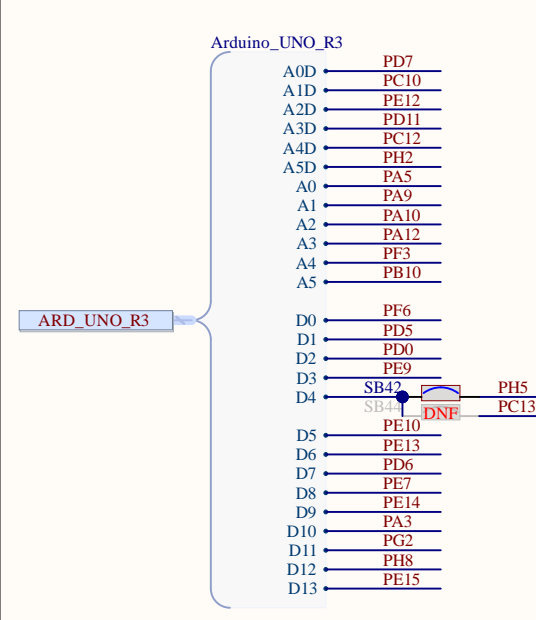 Arduino_UNO_R3
A0D PD7
A1D PC10
A2D PE12
A3D PD11
A4D PC12
A5D PH2
A0 PA5
A1 PA9
A2 PA10
A3 PA12
A4 PF3
A5 PB10
ARD_UNO_R3
D0 PF6
D1 PD5
D2 PD0
D3 PE9
D4 SB42 PH5
SB44 DNF PC13
D5 PE10
D6 PE13
D7 PD6
D8 PE7
D9 PE14
D10 PA3
D11 PG2
D12 PH8
D13 PE15